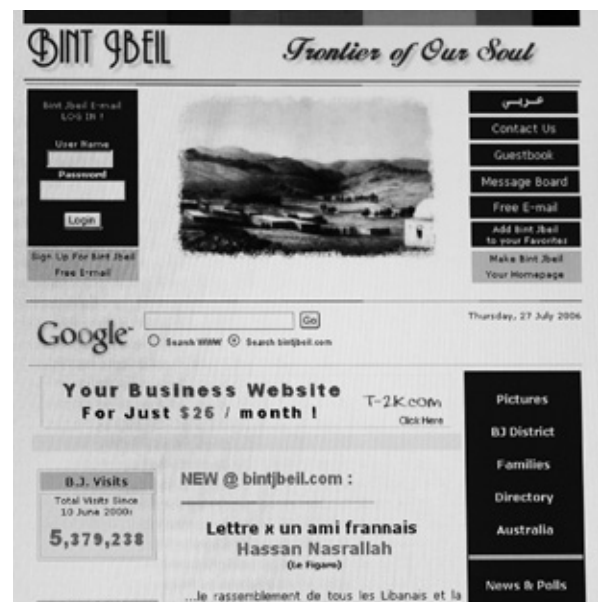 BINT JBEIL
Frontier of Our Soul
Bint Jbeil E-mail
LOG IN !
User Name
Password
Login
Sign Up For Bint Jbeil
Free E-mail
عربي
Contact Us
Guestbook
Message Board
Free E-mail
Add Bint Jbeil
to your Favorites
Make Bint Jbeil
Your Homepage
Thursday, 27 July 2006
Google™
Go
Search WWW Search bintjbeil.com
Your Business Website
For Just $26 / month !
T-2K.com
Click Here
Pictures
BJ District
Families
Directory
Australia
News & Polls
B.J. Visits
Total Visits Since
10 June 2000:
5,379,238
NEW @ bintjbeil.com :
Lettre x un ami frannais
Hassan Nasrallah
(Le Figaro)
...le rassemblement de tous les Libanais et la